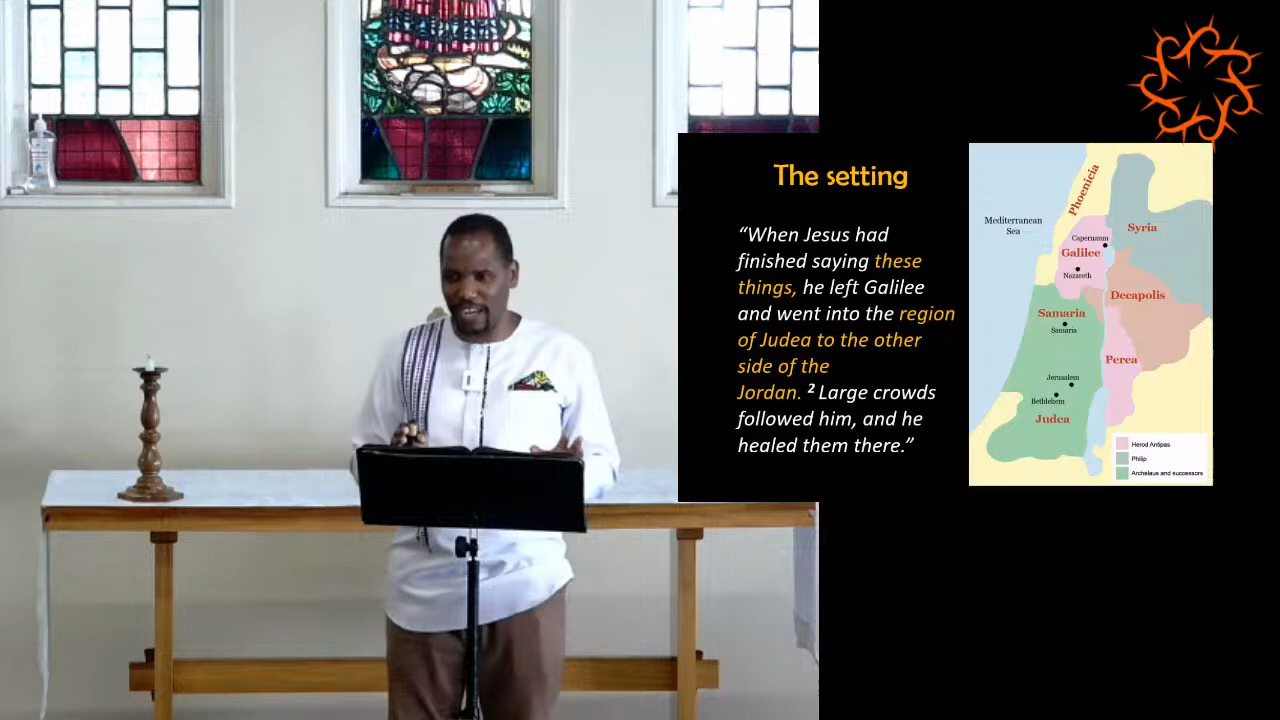 The setting
“When Jesus had
finished saying these
things, he left Galilee
and went into the region
of Judea to the other
side of the
Jordan. ² Large crowds
followed him, and he
healed them there.”
Phoenicia
Mediterranean
Sea
Syria
Capernaum
Galilee
Nazareth
Decapolis
Samaria
Samaria
Perea
Jerusalem
Bethlehem
Judea
Herod Antipas
Philip
Archelaus and successors